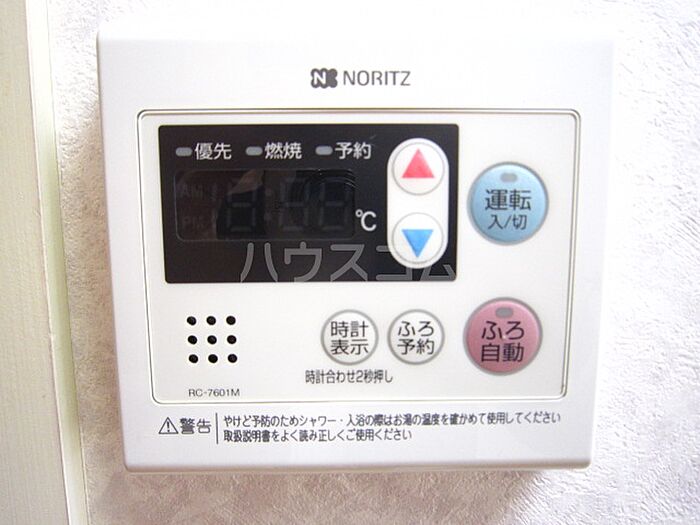 NORITZ
優先 燃焼 予約
AM
PM
℃
運転
入/切
ハウスコム
時計
表示
ふろ
予約
ふろ
自動
時計合わせ2秒押し
RC-7601M
警告
やけど予防のためシャワー・入浴の際はお湯の温度を確かめて使用してください
取扱説明書をよく読み正しくご使用ください